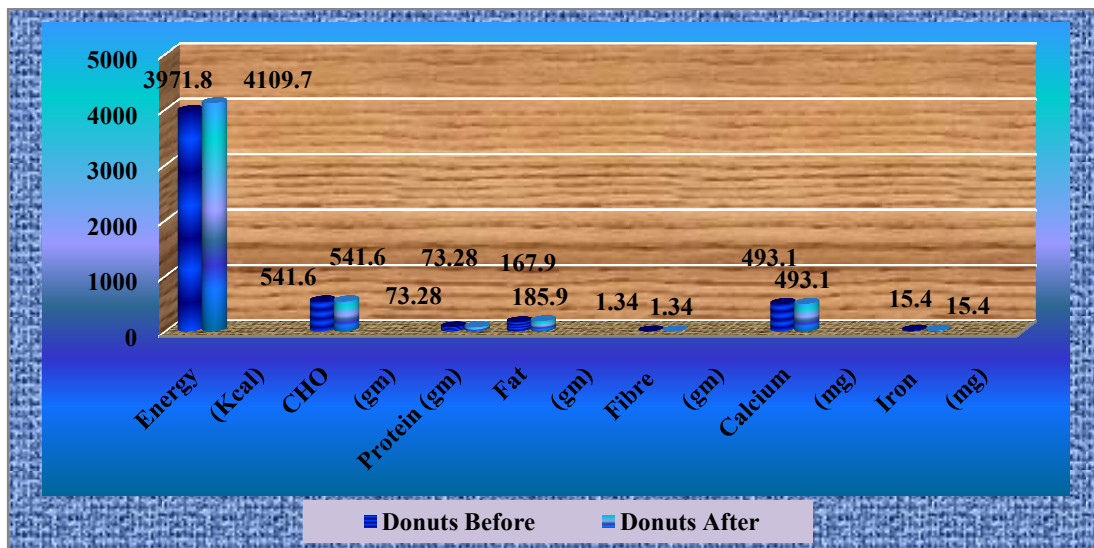 5000
4000
3000
2000
1000
0
3971.8
4109.7
541.6
541.6
73.28
73.28
167.9
185.9
1.34
1.34
493.1
493.1
15.4
15.4
Energy
(Kcal)
CHO
(gm)
Protein (gm)
Fat
(gm)
Fibre
(gm)
Calcium
(mg)
Iron
(mg)
Donuts Before
Donuts After